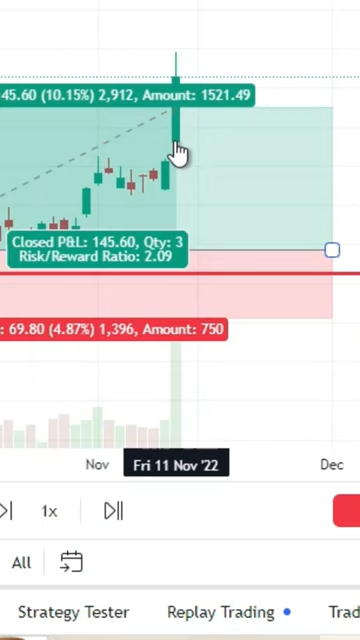 45.60 (10.15%) 2,912, Amount: 1521.49
Closed P&L: 145.60, Qty: 3
Risk/Reward Ratio: 2.09
: 69.80 (4.87%) 1,396, Amount: 750
Nov
Fri 11 Nov '22
Dec
1x
All
Strategy Tester
Replay Trading
Trad